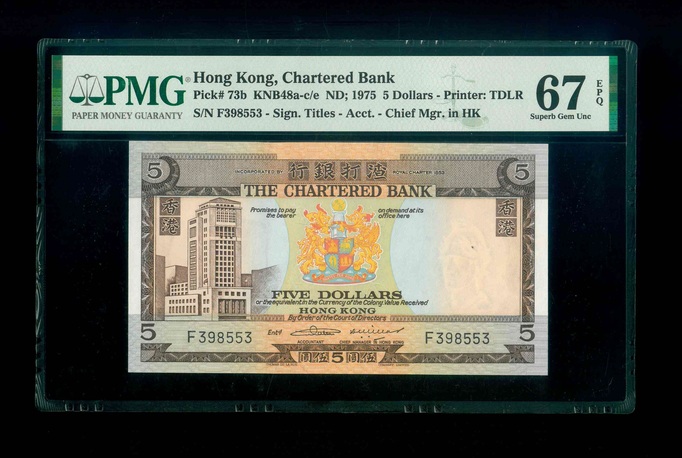 PMG®
PAPER MONEY GUARANTY
Hong Kong, Chartered Bank
Pick# 73b KNB48a-c/e ND; 1975 5 Dollars - Printer: TDLR
S/N F398553 - Sign. Titles - Acct. - Chief Mgr. in HK
67 EPQ
Superb Gem Unc
5 INCORPORATED BY 行銀打渣 ROYAL CHARTER 1853 5
THE CHARTERED BANK
香港 香港
Promises to pay the bearer
on demand at its office here
FIVE DOLLARS
or the equivalent in the Currency of the Colony Value Received
HONG KONG
By Order of the Court of Directors
5 F398553 Entd F398553 5
ACCOUNTANT CHIEF MANAGER IN HONG KONG
圓伍 5 圓伍